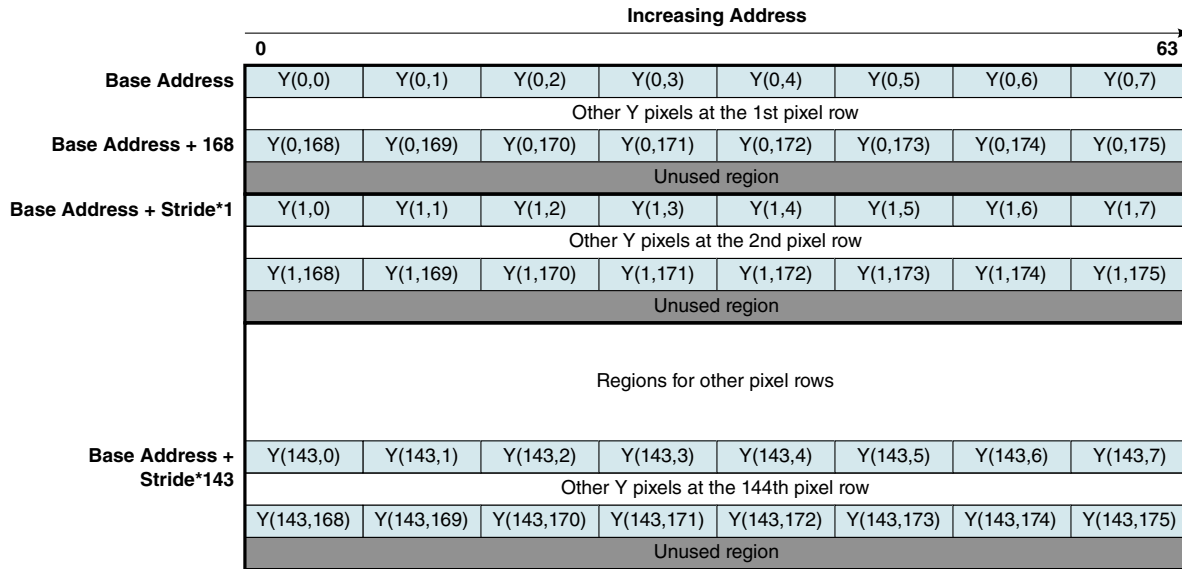 Increasing Address
0 63
Base Address Y(0,0) Y(0,1) Y(0,2) Y(0,3) Y(0,4) Y(0,5) Y(0,6) Y(0,7)
Other Y pixels at the 1st pixel row
Base Address + 168 Y(0,168) Y(0,169) Y(0,170) Y(0,171) Y(0,172) Y(0,173) Y(0,174) Y(0,175)
Unused region
Base Address + Stride*1 Y(1,0) Y(1,1) Y(1,2) Y(1,3) Y(1,4) Y(1,5) Y(1,6) Y(1,7)
Other Y pixels at the 2nd pixel row
Y(1,168) Y(1,169) Y(1,170) Y(1,171) Y(1,172) Y(1,173) Y(1,174) Y(1,175)
Unused region
Regions for other pixel rows
Base Address + Y(143,0) Y(143,1) Y(143,2) Y(143,3) Y(143,4) Y(143,5) Y(143,6) Y(143,7)
Stride*143
Other Y pixels at the 144th pixel row
Y(143,168) Y(143,169) Y(143,170) Y(143,171) Y(143,172) Y(143,173) Y(143,174) Y(143,175)
Unused region